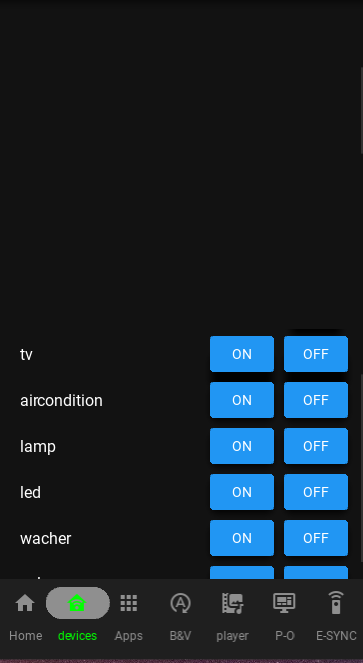 tv ON OFF
aircondition ON OFF
lamp ON OFF
led ON OFF
wacher ON OFF
Home devices Apps B&V player P-O E-SYNC